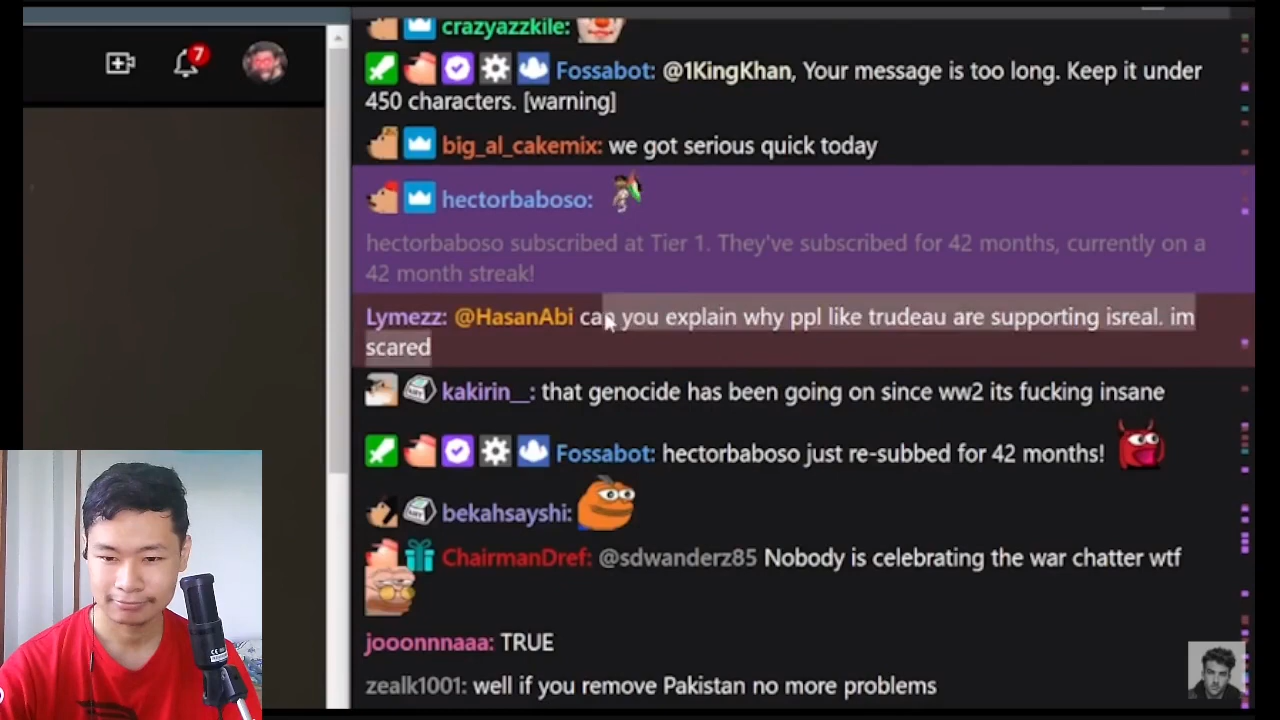 7
crazyazzkile:
Fossabot: @1KingKhan, Your message is too long. Keep it under
450 characters. [warning]
big_al_cakemix: we got serious quick today
hectorbaboso:
hectorbaboso subscribed at Tier 1. They've subscribed for 42 months, currently on a
42 month streak!
Lymezz: @HasanAbi can you explain why ppl like trudeau are supporting isreal. im
scared
kakirin__: that genocide has been going on since ww2 its fucking insane
Fossabot: hectorbaboso just re-subbed for 42 months!
bekahsayshi:
ChairmanDref: @sdwanderz85 Nobody is celebrating the war chatter wtf
jooonnnaaa: TRUE
zealk1001: well if you remove Pakistan no more problems